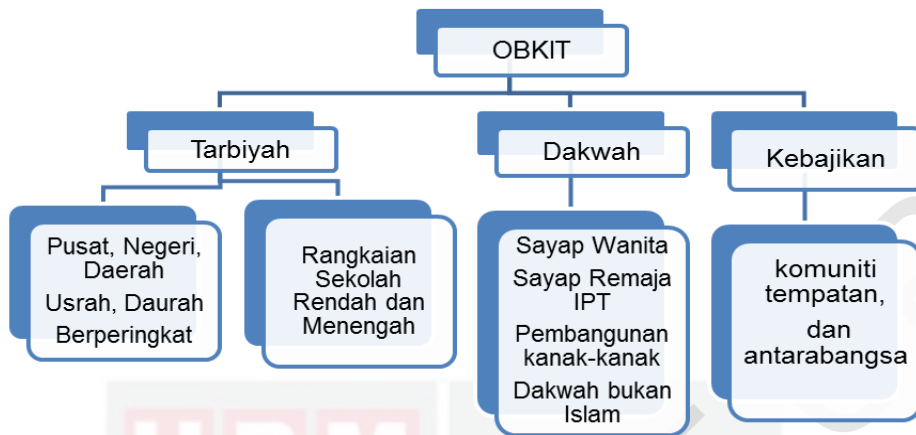 OBKIT
Tarbiyah
Dakwah
Kebajikan
Pusat, Negeri,
Daerah
Usrah, Daurah
Berperingkat
Rangkaian
Sekolah
Rendah dan
Menengah
Sayap Wanita
Sayap Remaja
IPT
Pembangunan
kanak-kanak
Dakwah bukan
Islam
komuniti
tempatan,
dan
antarabangsa